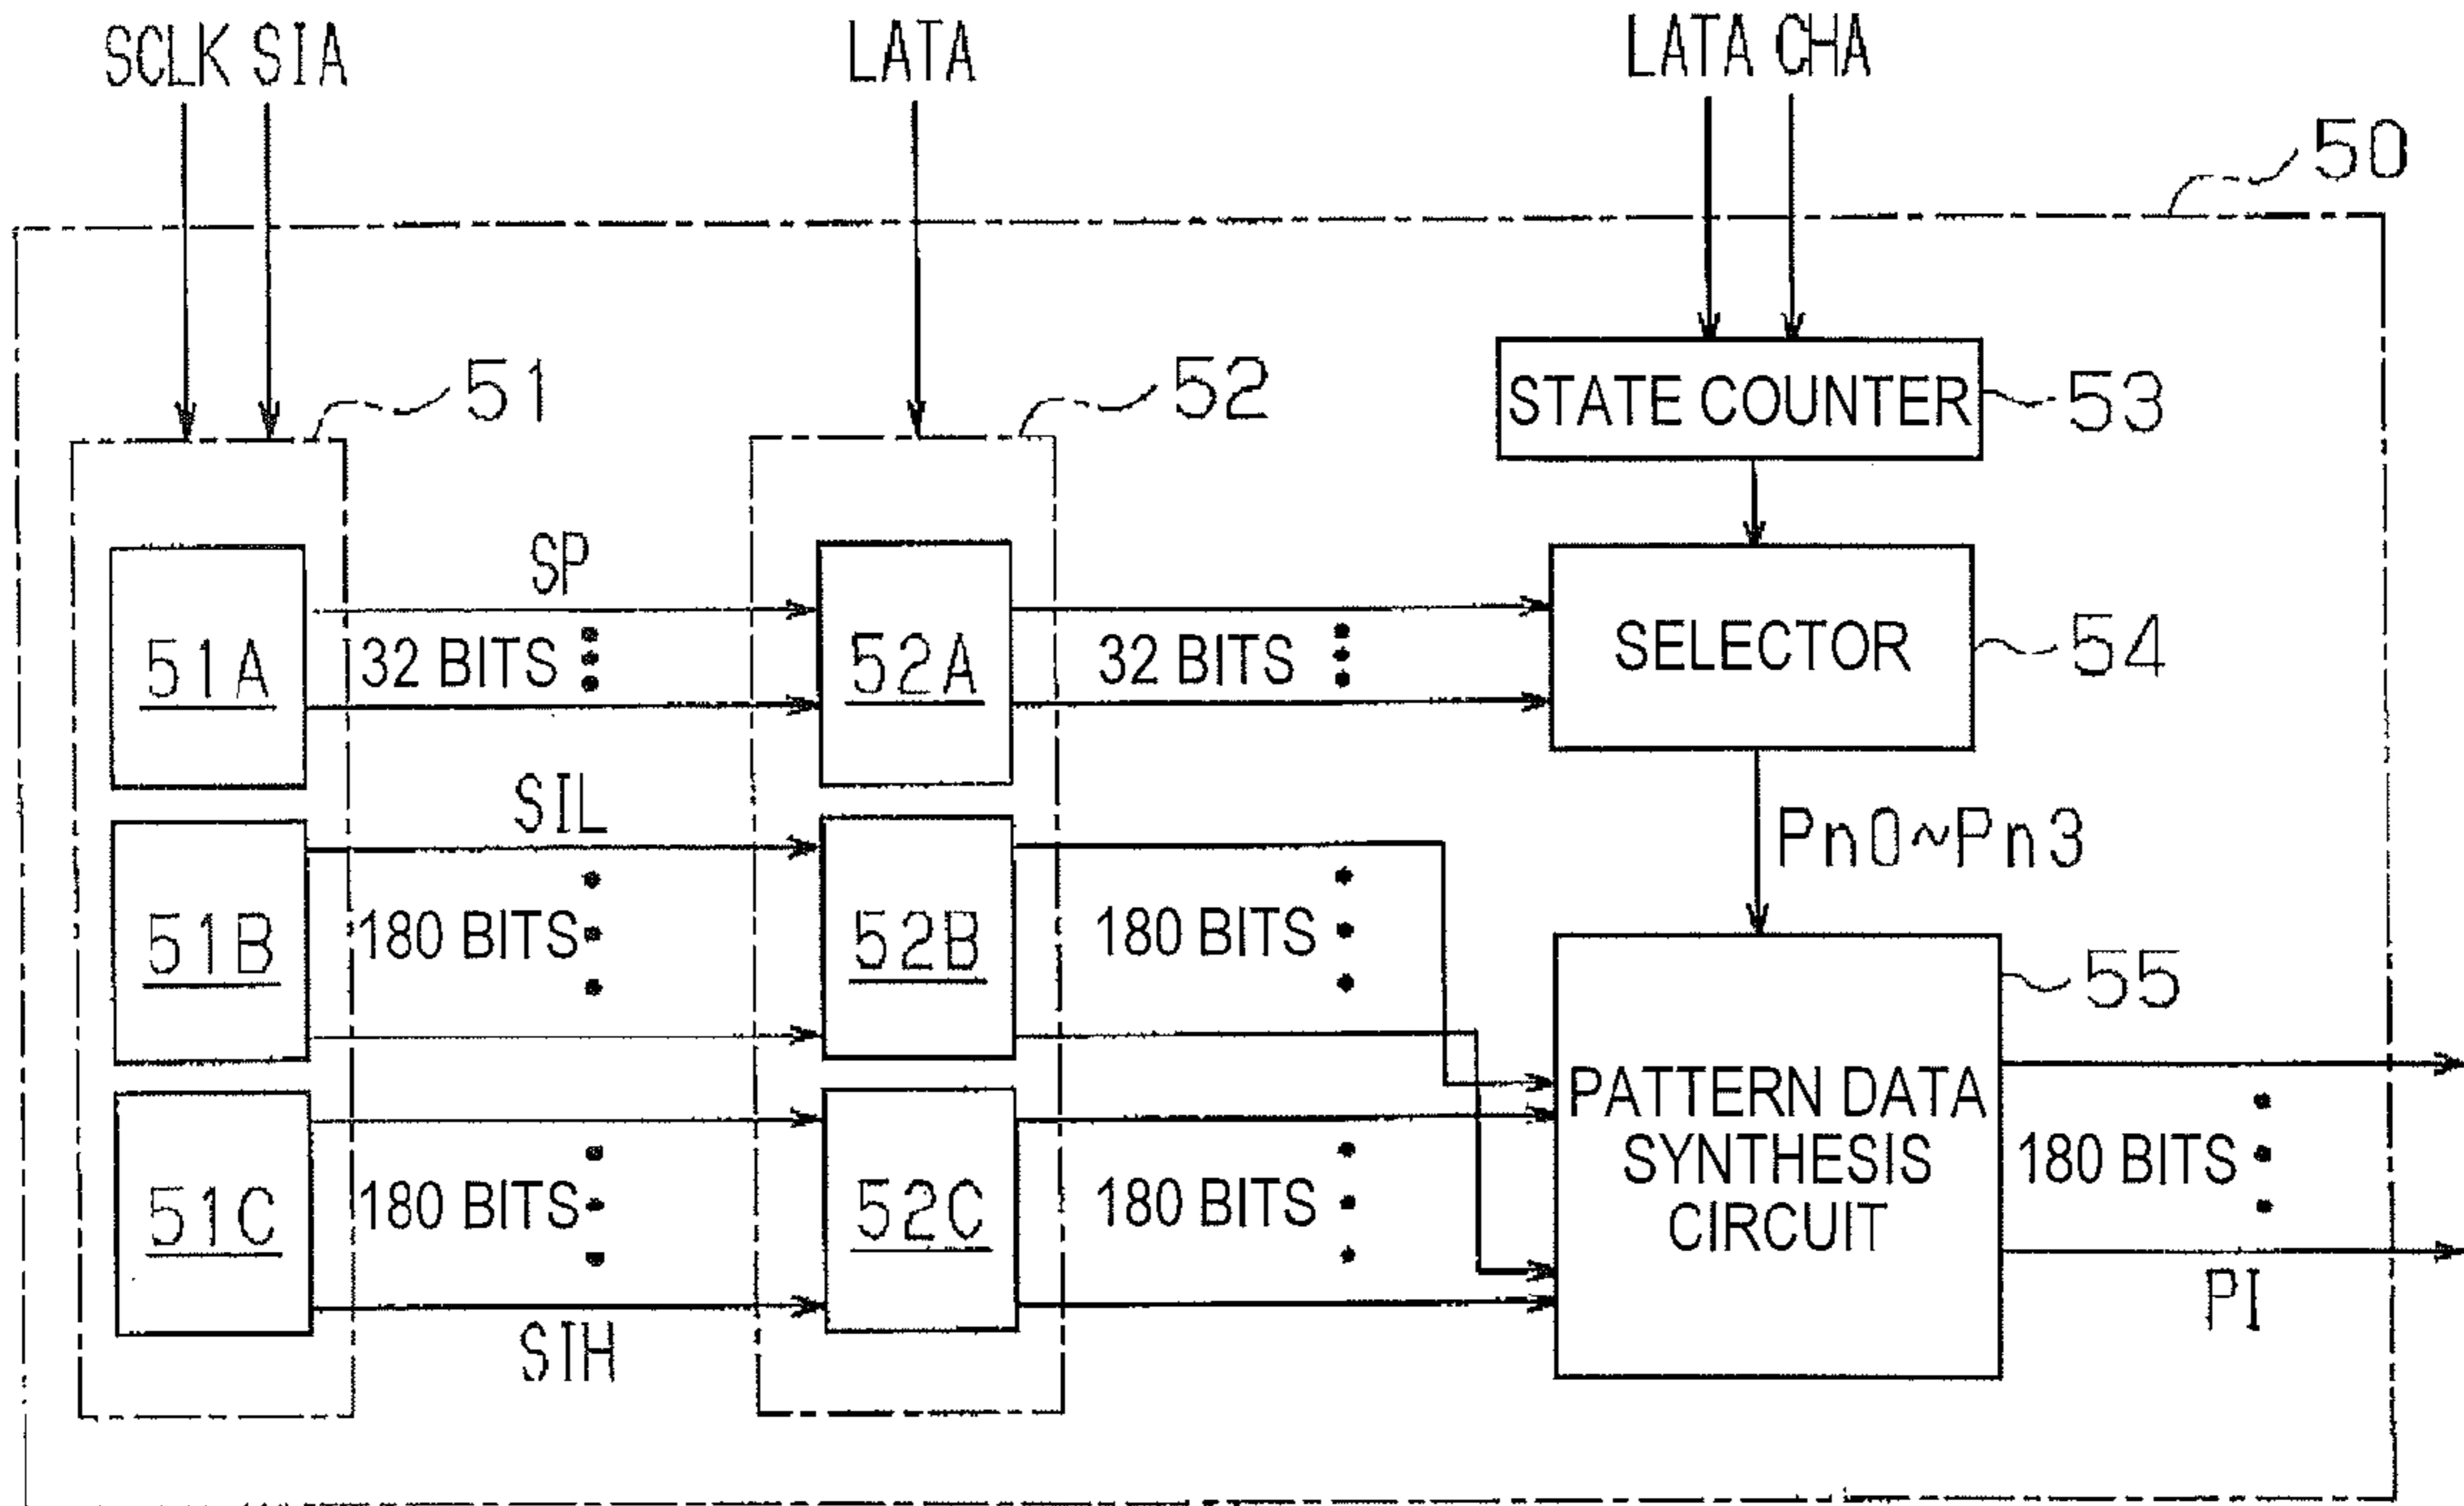 SCLK SIA
LATA
LATA CHA
50
51
52
STATE COUNTER
53
SP
51A
32 BITS
52A
32 BITS
SELECTOR
54
SIL
Pn0~Pn3
51B
180 BITS
52B
180 BITS
55
PATTERN DATA
SYNTHESIS
CIRCUIT
180 BITS
51C
180 BITS
52C
180 BITS
SIH
PI